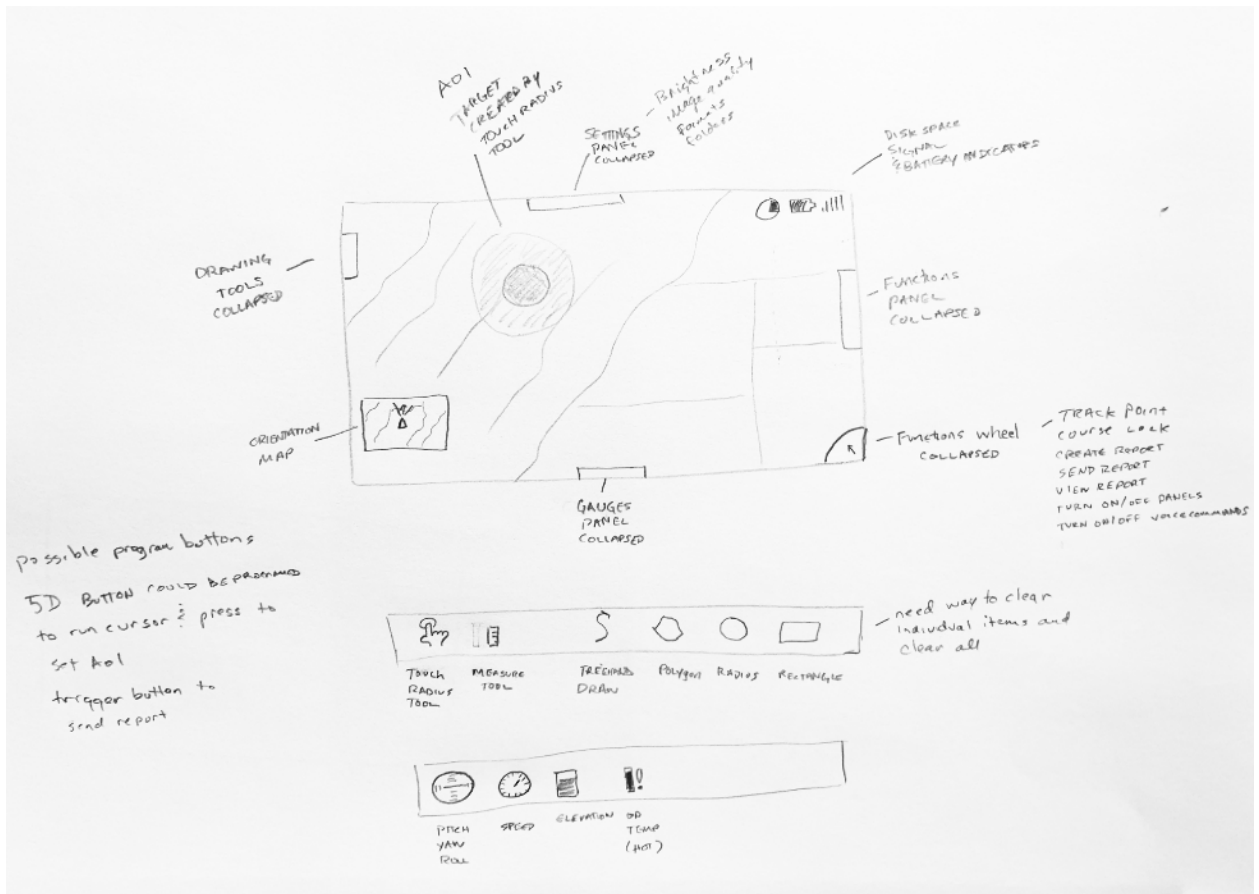 AOI
TARGET
CREATED BY
TOUCH RADIUS
TOOL
SETTINGS
PANEL
COLLAPSED
Brightness
image quality
formats
folders
DISK SPACE
SIGNAL
& BATTERY INDICATORS
DRAWING
TOOLS
COLLAPSED
Functions
PANEL
COLLAPSED
ORIENTATION
MAP
Functions wheel
COLLAPSED
TRACK Point
COURSE Lock
CREATE REPORT
SEND REPORT
VIEW REPORT
TURN ON/OFF PANELS
TURN ON/OFF VOICE COMMANDS
GAUGES
PANEL
COLLAPSED
possible program buttons
5D BUTTON COULD BE PROGRAMMED
to run cursor & press to
set AOI
trigger button to
send report
need way to clear
individual items and
clear all
Touch
RADIUS
TOOL
MEASURE
TOOL
FREEHAND
DRAW
Polygon
RADIUS
RECTANGLE
PITCH
YAW
ROLL
SPEED
ELEVATION
OR
TEMP
(HOT)